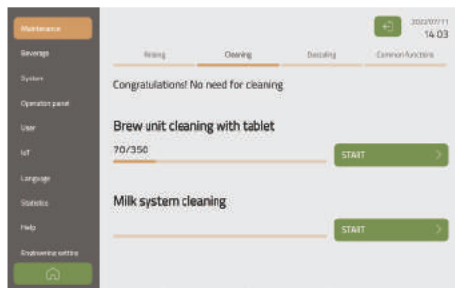 Maintenance
2022/07/11
14 03
Beverage
Rinsing
Cleaning
Descaling
Common functions
System
Congratulations! No need for cleaning
Operation panel
User
Brew unit cleaning with tablet
IoT
70/350
START
Language
Statistics
Milk system cleaning
Help
START
Engineering setting